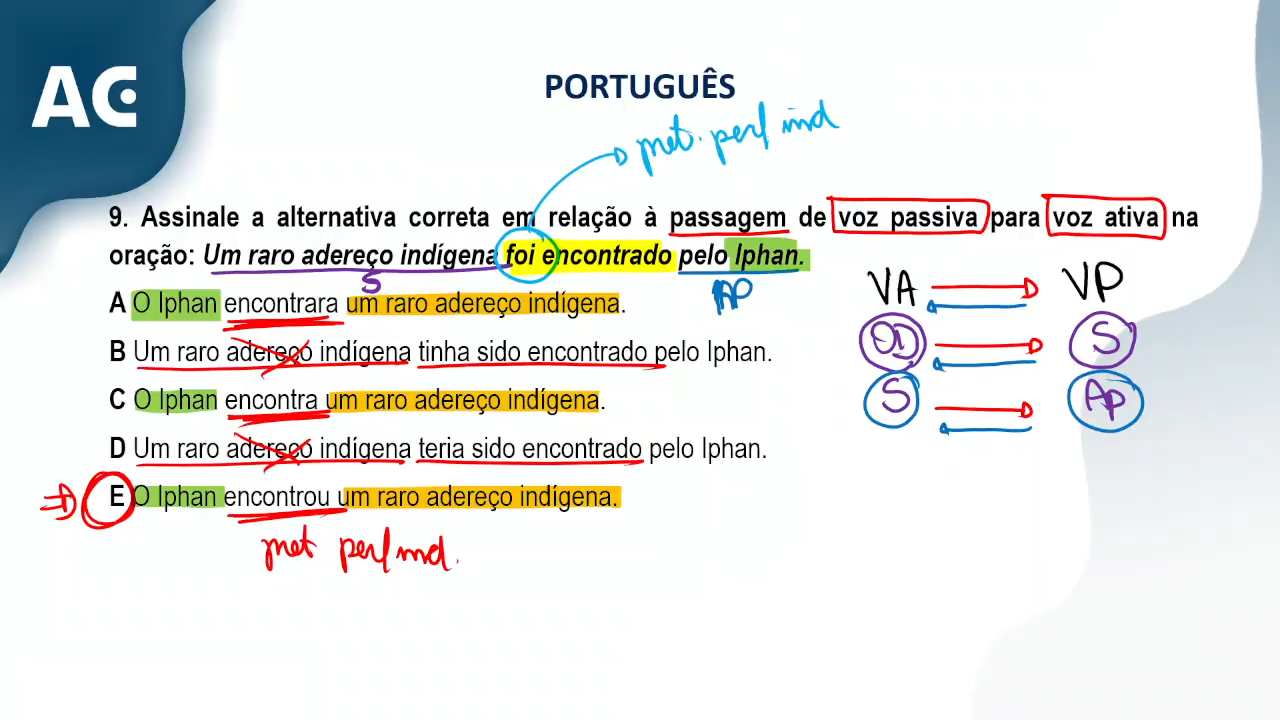 AC
PORTUGUÊS
pret. perf ind
9. Assinale a alternativa correta em relação à passagem de voz passiva para voz ativa na
oração: Um raro adereço indígena foi encontrado pelo Iphan.
S
AP
A O Iphan encontrara um raro adereço indígena.
B Um raro adereço indígena tinha sido encontrado pelo Iphan.
C O Iphan encontra um raro adereço indígena.
D Um raro adereço indígena teria sido encontrado pelo Iphan.
E O Iphan encontrou um raro adereço indígena.
pret perf ind.
VA VP
OD S
S AP